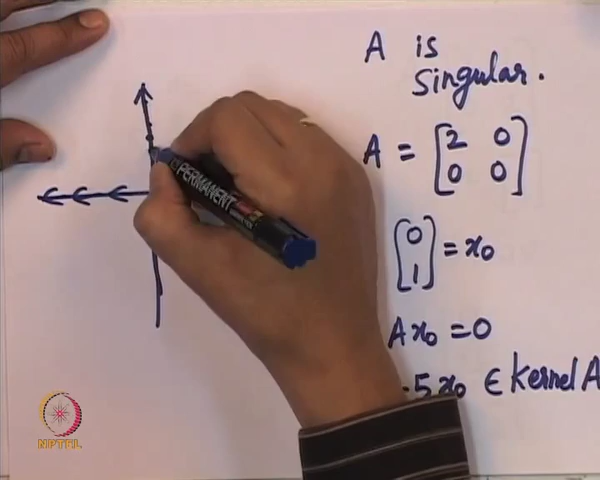 A is
Singular.
A = [2 0
0 0]
[0
1] = x₀
Ax₀ = 0
-5x₀ ∈ Kernel A
PERMANENT
NPTEL